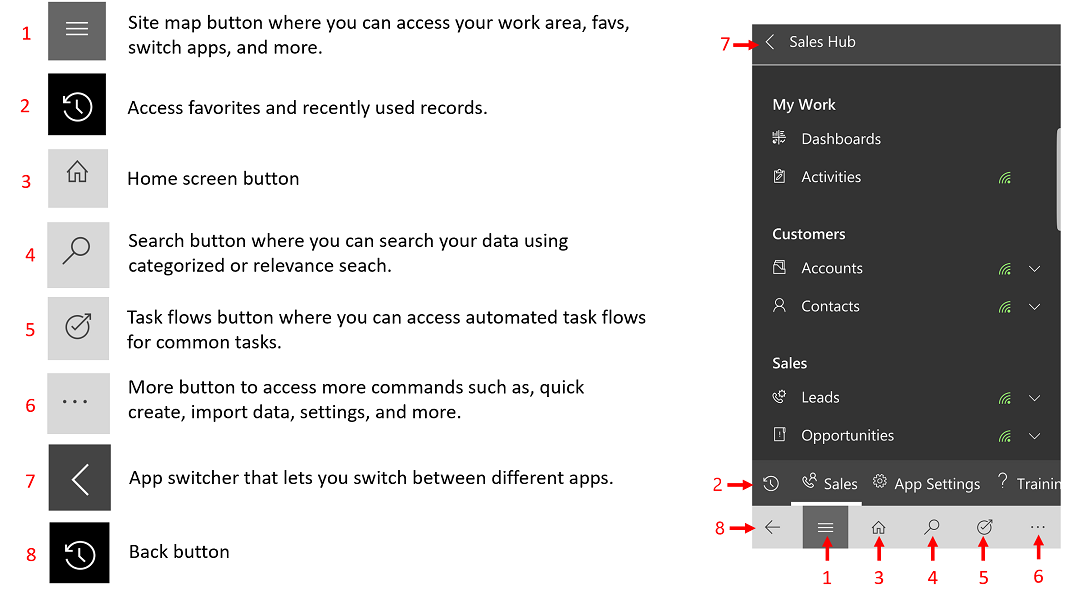 1
Site map button where you can access your work area, favs,
switch apps, and more.
2
Access favorites and recently used records.
3
Home screen button
4
Search button where you can search your data using
categorized or relevance seach.
5
Task flows button where you can access automated task flows
for common tasks.
6
More button to access more commands such as, quick
create, import data, settings, and more.
7
App switcher that lets you switch between different apps.
8
Back button
7
Sales Hub
My Work
Dashboards
Activities
Customers
Accounts
Contacts
Sales
Leads
Opportunities
2
Sales App Settings ? Trainin
8
1 3 4 5 6